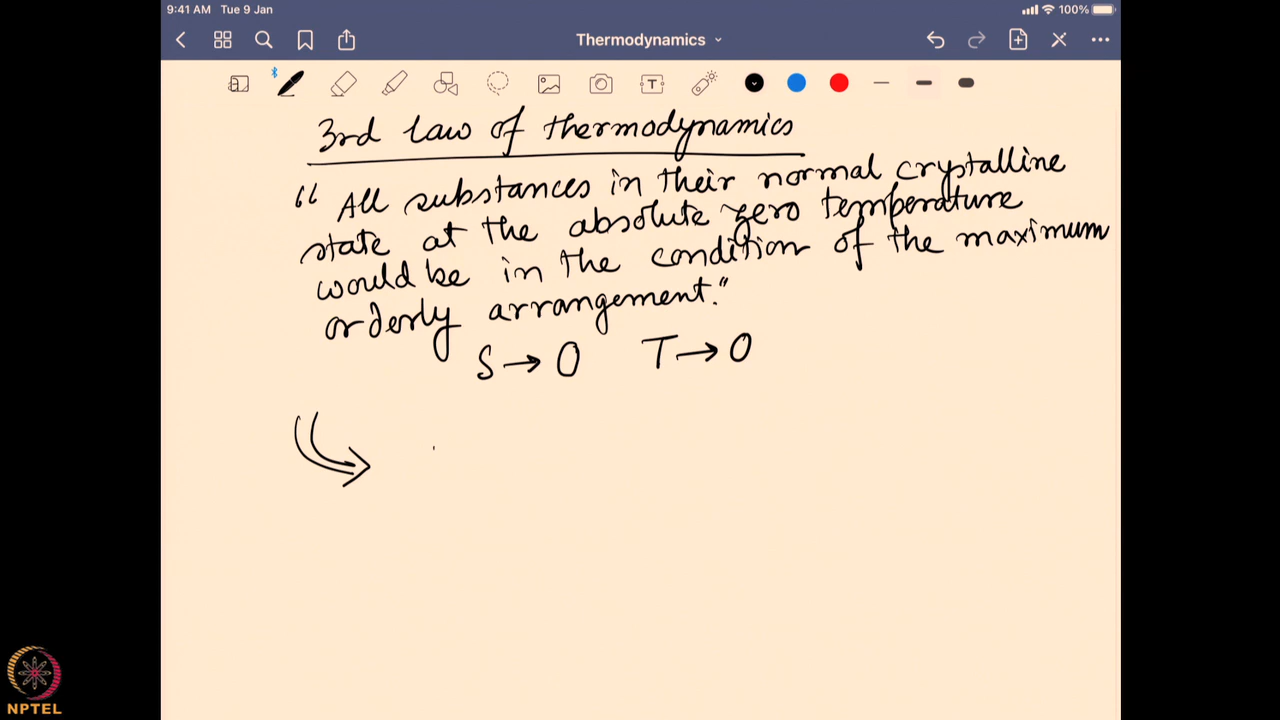 9:41 AM Tue 9 Jan
100%
Thermodynamics
T
3rd law of thermodynamics
“ All substances in their normal crystalline
state at the absolute zero temperature
would be in the condition of the maximum
orderly arrangement.”
S → 0 T → 0
NPTEL